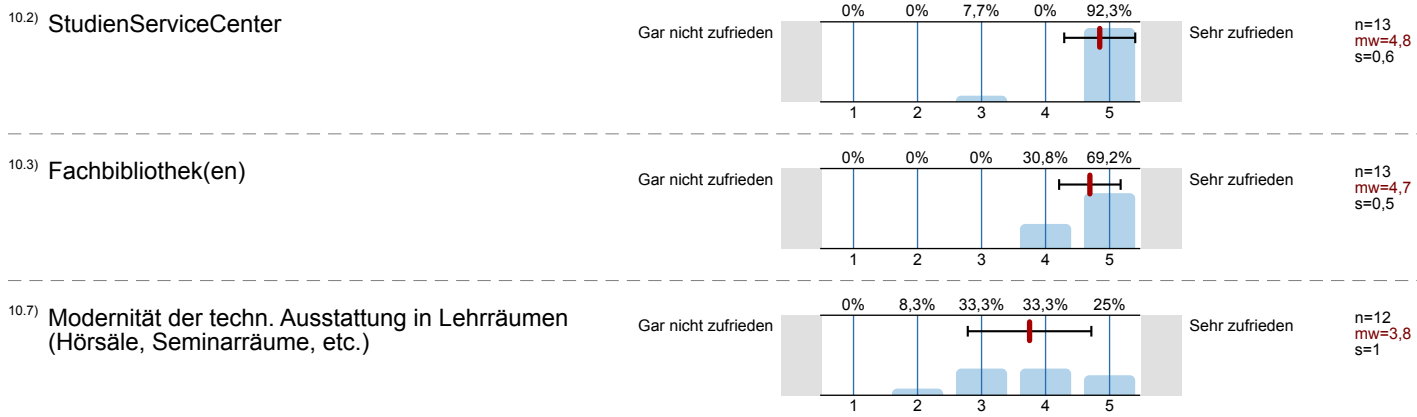 10.2) StudienServiceCenter
Gar nicht zufrieden
0% 0% 7,7% 0% 92,3%
1 2 3 4 5
Sehr zufrieden
n=13
mw=4,8
s=0,6
10.3) Fachbibliothek(en)
Gar nicht zufrieden
0% 0% 0% 30,8% 69,2%
1 2 3 4 5
Sehr zufrieden
n=13
mw=4,7
s=0,5
10.7) Modernität der techn. Ausstattung in Lehrräumen
(Hörsäle, Seminarräume, etc.)
Gar nicht zufrieden
0% 8,3% 33,3% 33,3% 25%
1 2 3 4 5
Sehr zufrieden
n=12
mw=3,8
s=1